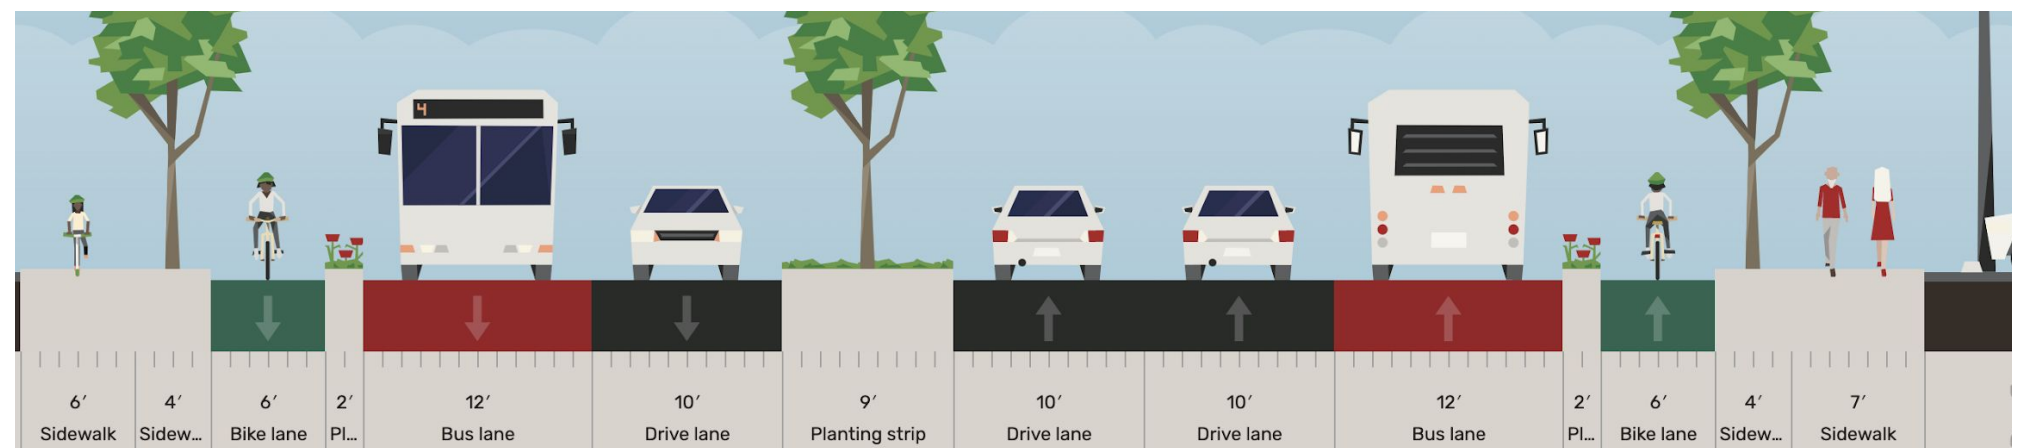 4
6′ 4′ 6′ 2′ 12′ 10′ 9′ 10′ 10′ 12′ 2′ 6′ 4′ 7′
Sidewalk Sidew... Bike lane Pl... Bus lane Drive lane Planting strip Drive lane Drive lane Bus lane Pl... Bike lane Sidew... Sidewalk